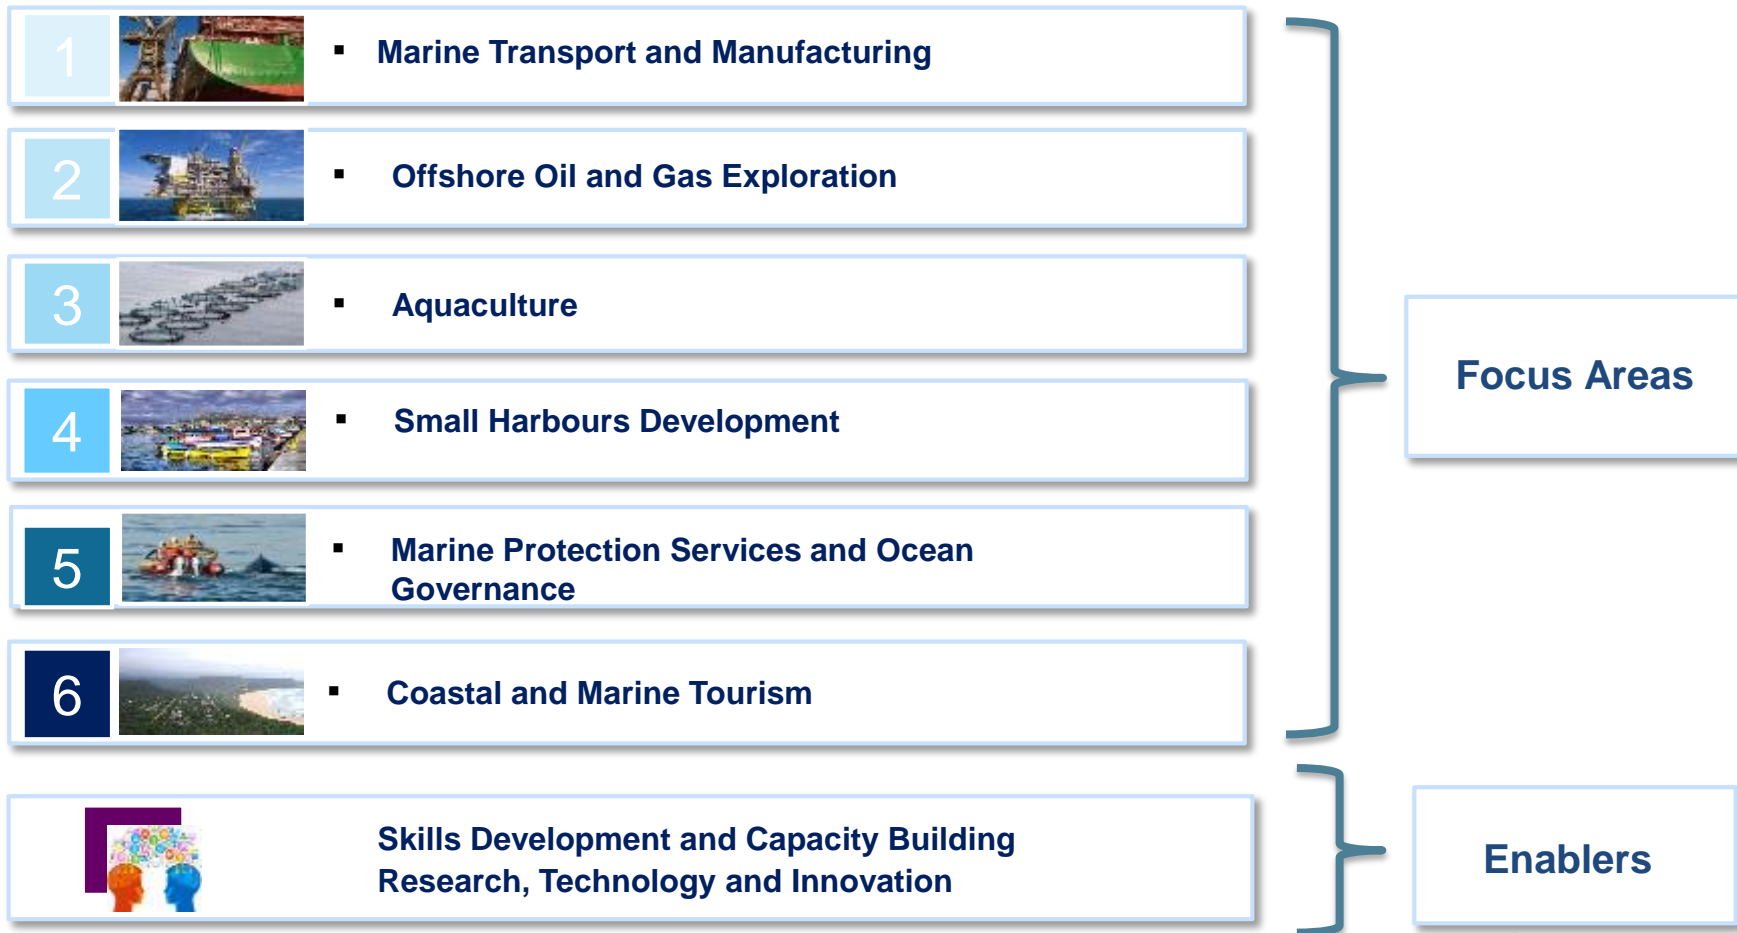 1
▪ Marine Transport and Manufacturing
2
▪ Offshore Oil and Gas Exploration
3
▪ Aquaculture
4
▪ Small Harbours Development
5
▪ Marine Protection Services and Ocean
Governance
6
▪ Coastal and Marine Tourism
Focus Areas
Skills Development and Capacity Building
Research, Technology and Innovation
Enablers